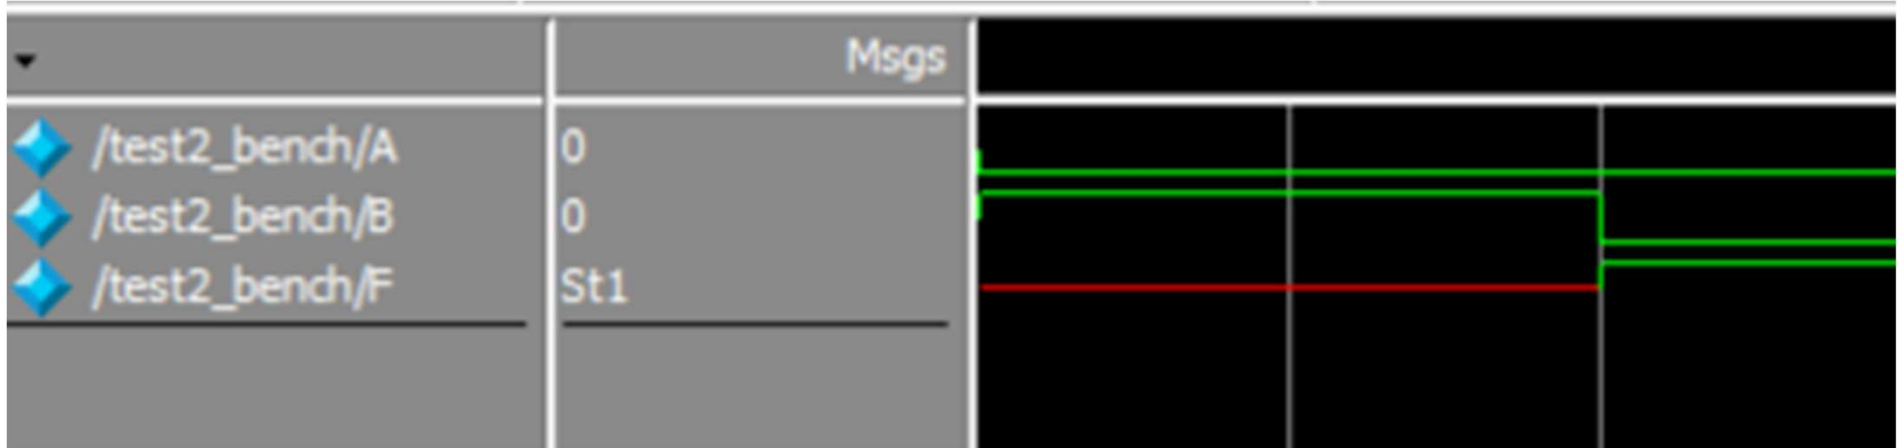 Msgs
/test2_bench/A 0
/test2_bench/B 0
/test2_bench/F St1